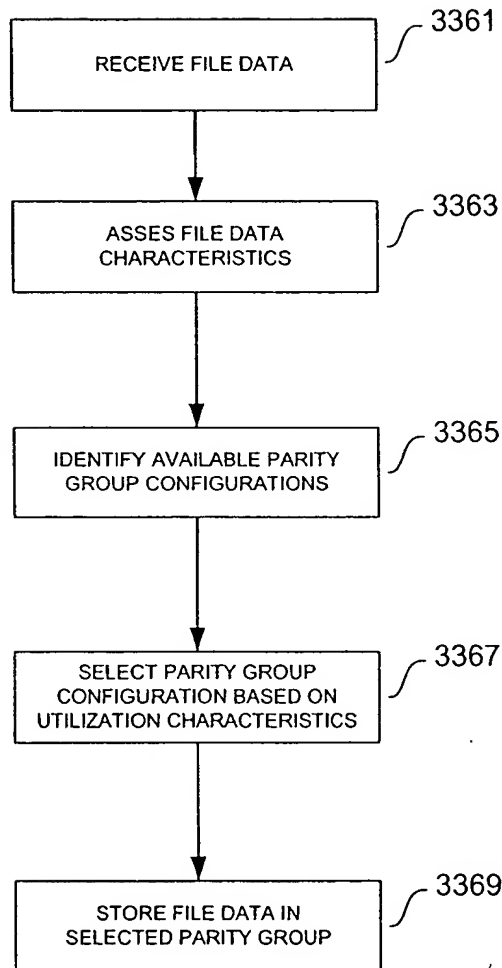 3361
RECEIVE FILE DATA
3363
ASSES FILE DATA
CHARACTERISTICS
3365
IDENTIFY AVAILABLE PARITY
GROUP CONFIGURATIONS
3367
SELECT PARITY GROUP
CONFIGURATION BASED ON
UTILIZATION CHARACTERISTICS
3369
STORE FILE DATA IN
SELECTED PARITY GROUP